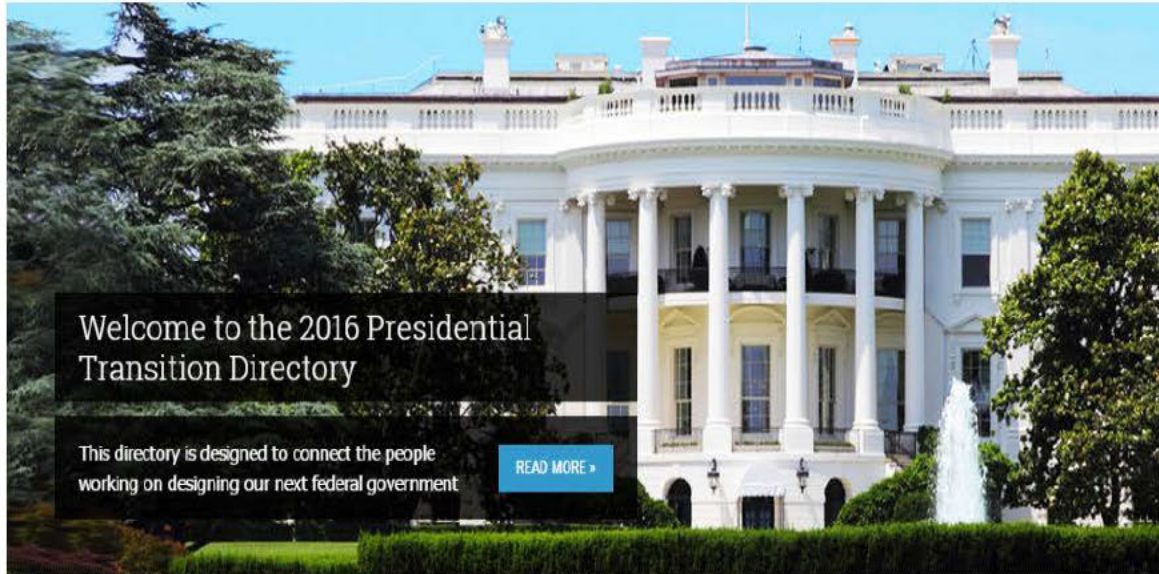 Welcome to the 2016 Presidential
Transition Directory
This directory is designed to connect the people
working on designing our next federal government
READ MORE »